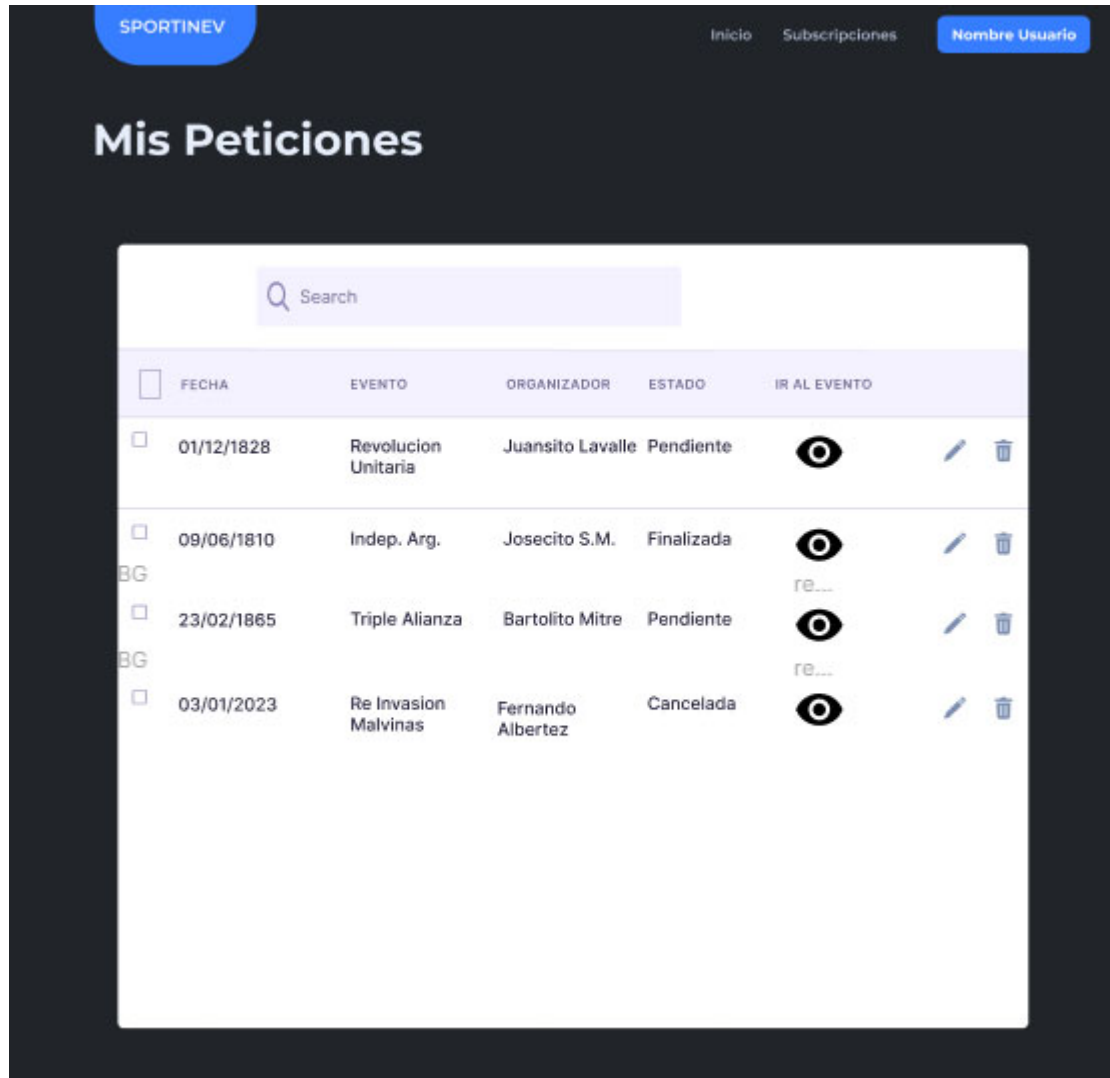 SPORTINEV
Inicio Subscripciones Nombre Usuario
Mis Peticiones
Search
FECHA EVENTO ORGANIZADOR ESTADO IR AL EVENTO
01/12/1828 Revolucion Juansito Lavalle Pendiente
Unitaria
09/06/1810 Indep. Arg. Josecito S.M. Finalizada
BG re...
23/02/1865 Triple Alianza Bartolito Mitre Pendiente
BG re...
03/01/2023 Re Invasion Fernando Cancelada
Malvinas Albertez